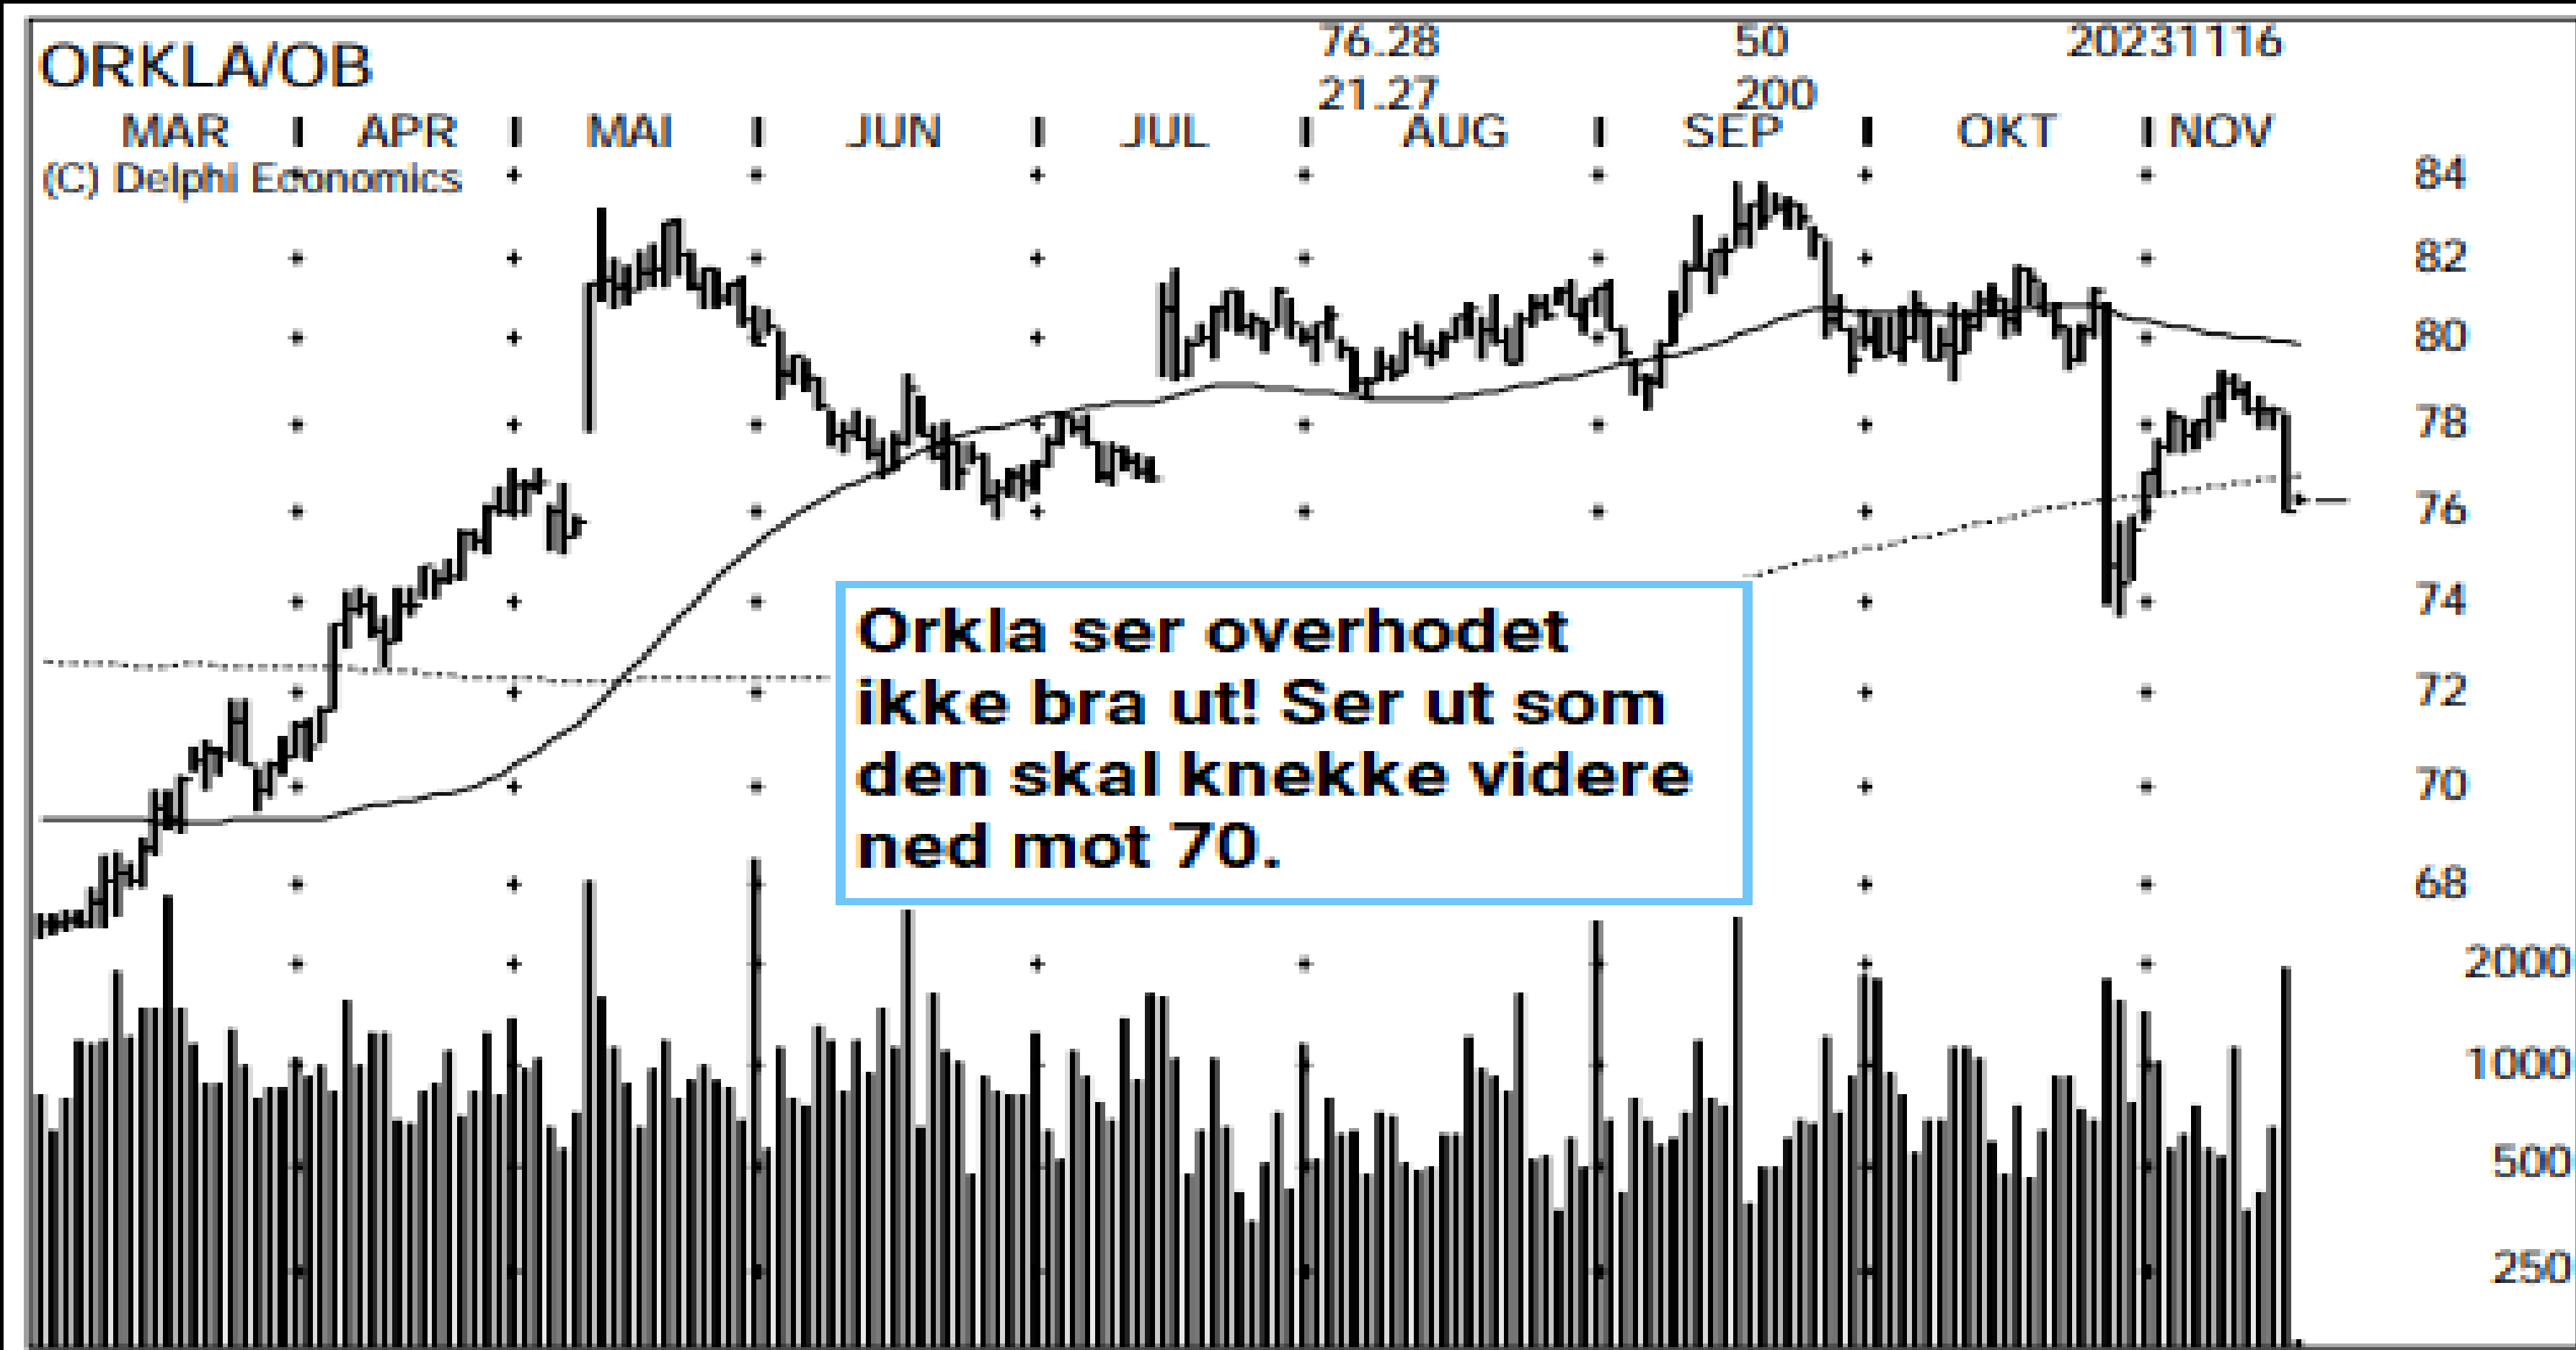 76.28 50 20231116
ORKLA/OB
21.27 200
MAR APR MAI JUN JUL AUG SEP OKT NOV
(C) Delphi Economics
84
82
80
78
76
74
Orkla ser overhodet
ikke bra ut! Ser ut som
den skal knekke videre
ned mot 70.
72
70
68
2000
1000
500
250